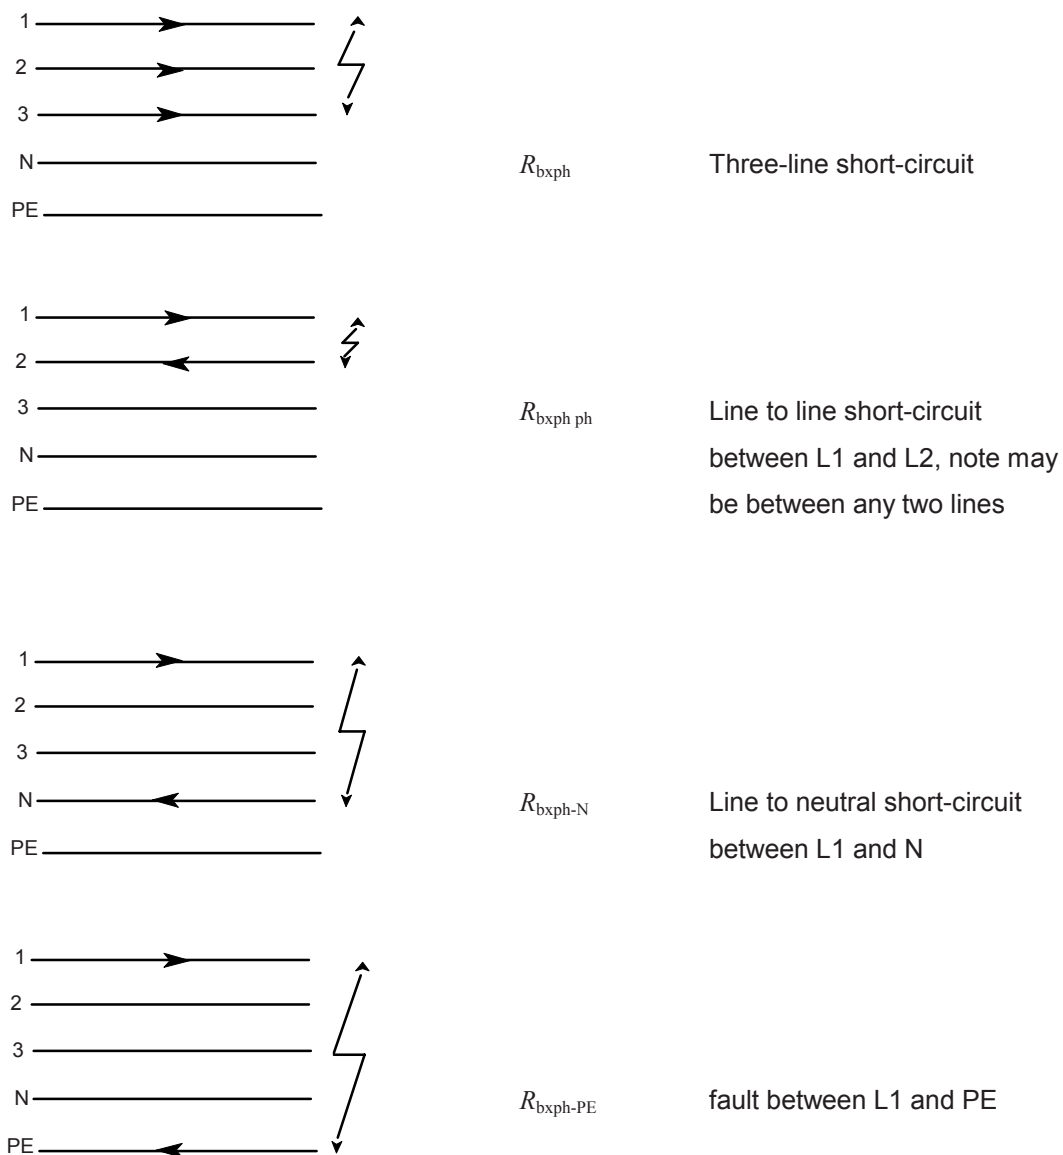 1
2
3
N
R_bxph Three-line short-circuit
PE
1
2
3
R_bxph ph Line to line short-circuit
N
between L1 and L2, note may
PE
be between any two lines
1
2
3
N
R_bxph-N Line to neutral short-circuit
PE
between L1 and N
1
2
3
N
R_bxph-PE fault between L1 and PE
PE